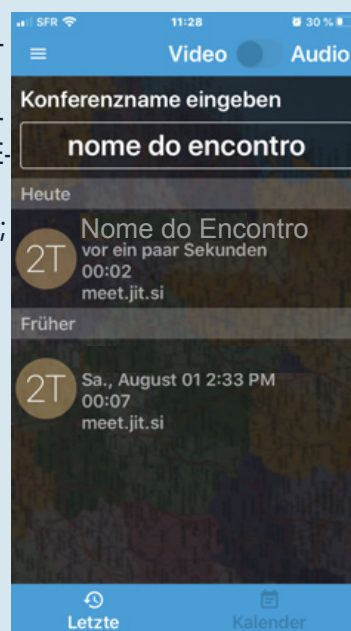 SFR 11:28 30 %
Video Audio
Konferenzname eingeben
nome do encontro
E-
Heute
;
2T
Nome do Encontro
vor ein paar Sekunden
00:02
meet.jit.si
Früher
2T
Sa., August 01 2:33 PM
00:07
meet.jit.si
Letzte Kalender